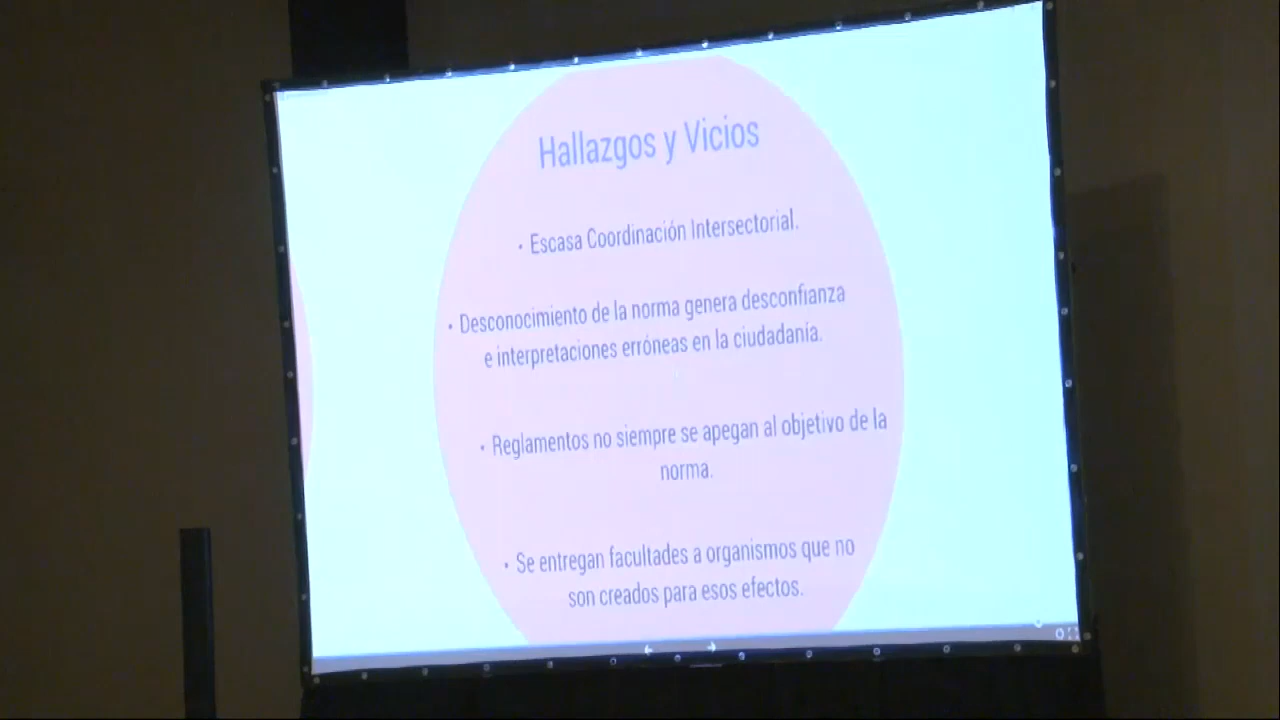 Hallazgos y Vicios
• Escasa Coordinación Intersectorial.
• Desconocimiento de la norma genera desconfianza
e interpretaciones erróneas en la ciudadanía.
• Reglamentos no siempre se apegan al objetivo de la
norma.
• Se entregan facultades a organismos que no
son creados para esos efectos.